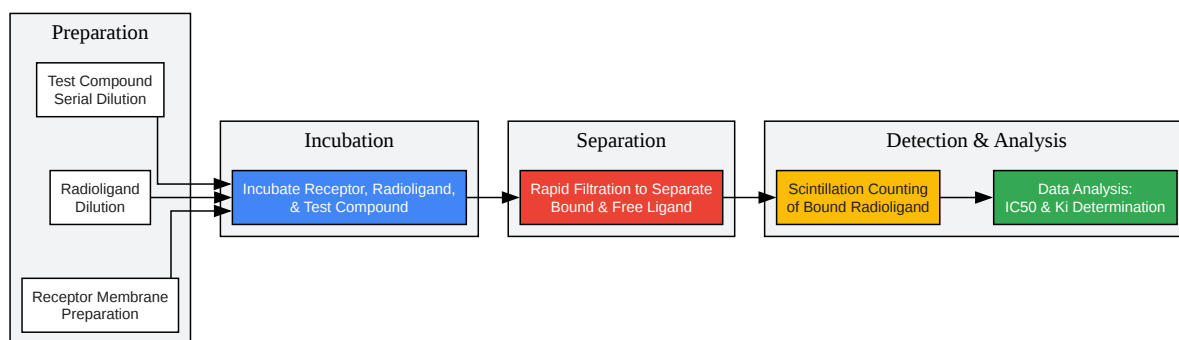 Preparation
Test Compound
Serial Dilution
Radioligand
Dilution
Receptor Membrane
Preparation
Incubation
Incubate Receptor, Radioligand,
& Test Compound
Separation
Rapid Filtration to Separate
Bound & Free Ligand
Detection & Analysis
Scintillation Counting
of Bound Radioligand
Data Analysis:
IC50 & Ki Determination